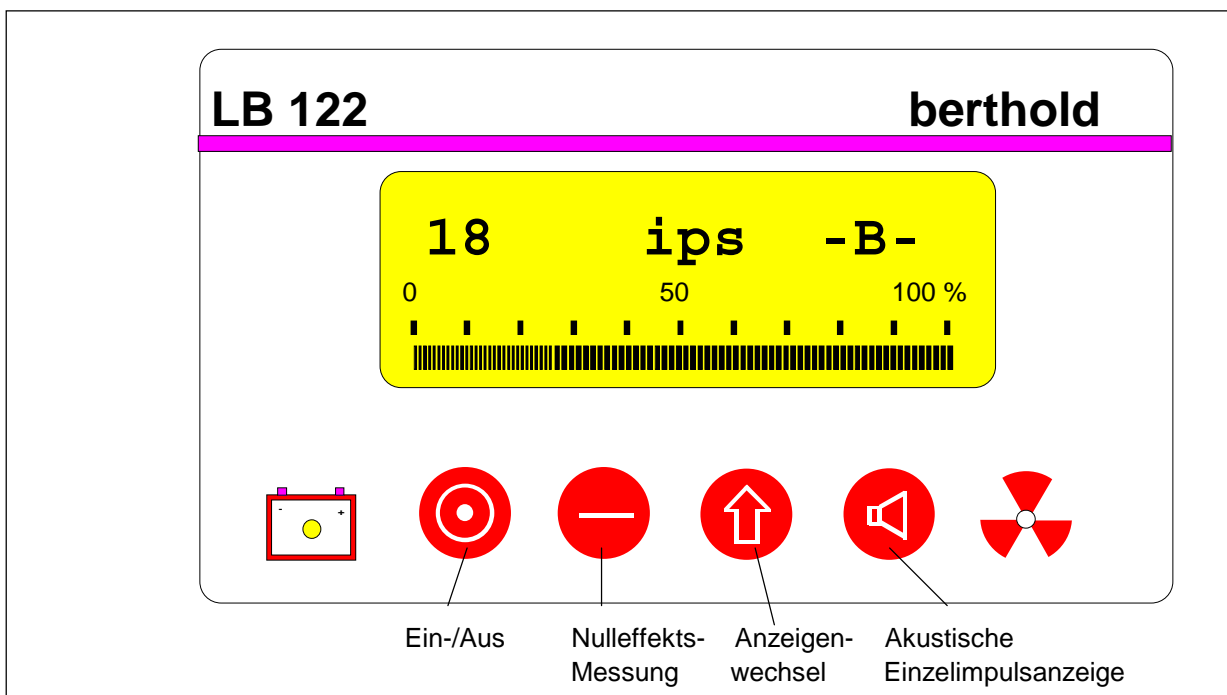 LB 122 berthold
18 ips -B-
0 50 100 %
- +
Ein-/Aus Nulleffekts- Anzeigen- Akustische
Messung wechsel Einzelimpulsanzeige